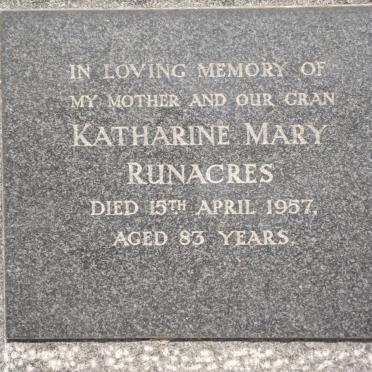 IN LOVING MEMORY OF
MY MOTHER AND OUR GRAN
KATHARINE MARY
RUNACRES
DIED 15TH APRIL 1957,
AGED 83 YEARS.